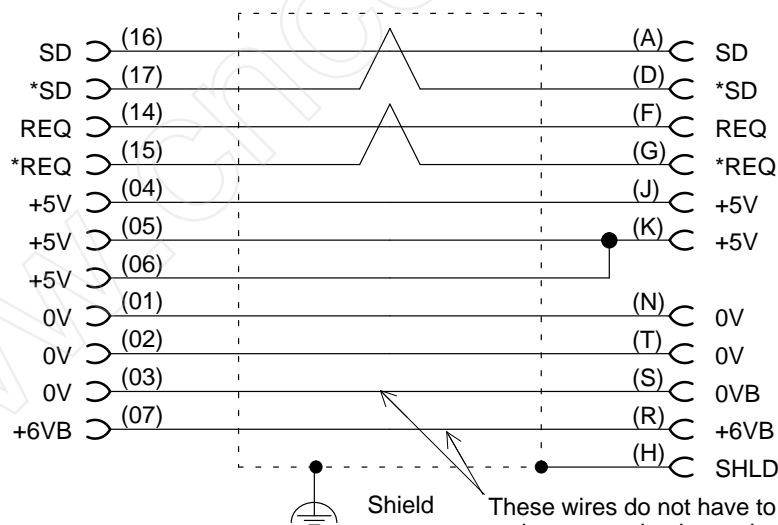 SD (16) (A) SD
*SD (17) (D) *SD
REQ (14) (F) REQ
*REQ (15) (G) *REQ
+5V (04) (J) +5V
+5V (05) (K) +5V
+5V (06)
0V (01) (N) 0V
0V (02) (T) 0V
0V (03) (S) 0VB
+6VB (07) (R) +6VB
(H) SHLD
Shield These wires do not have to